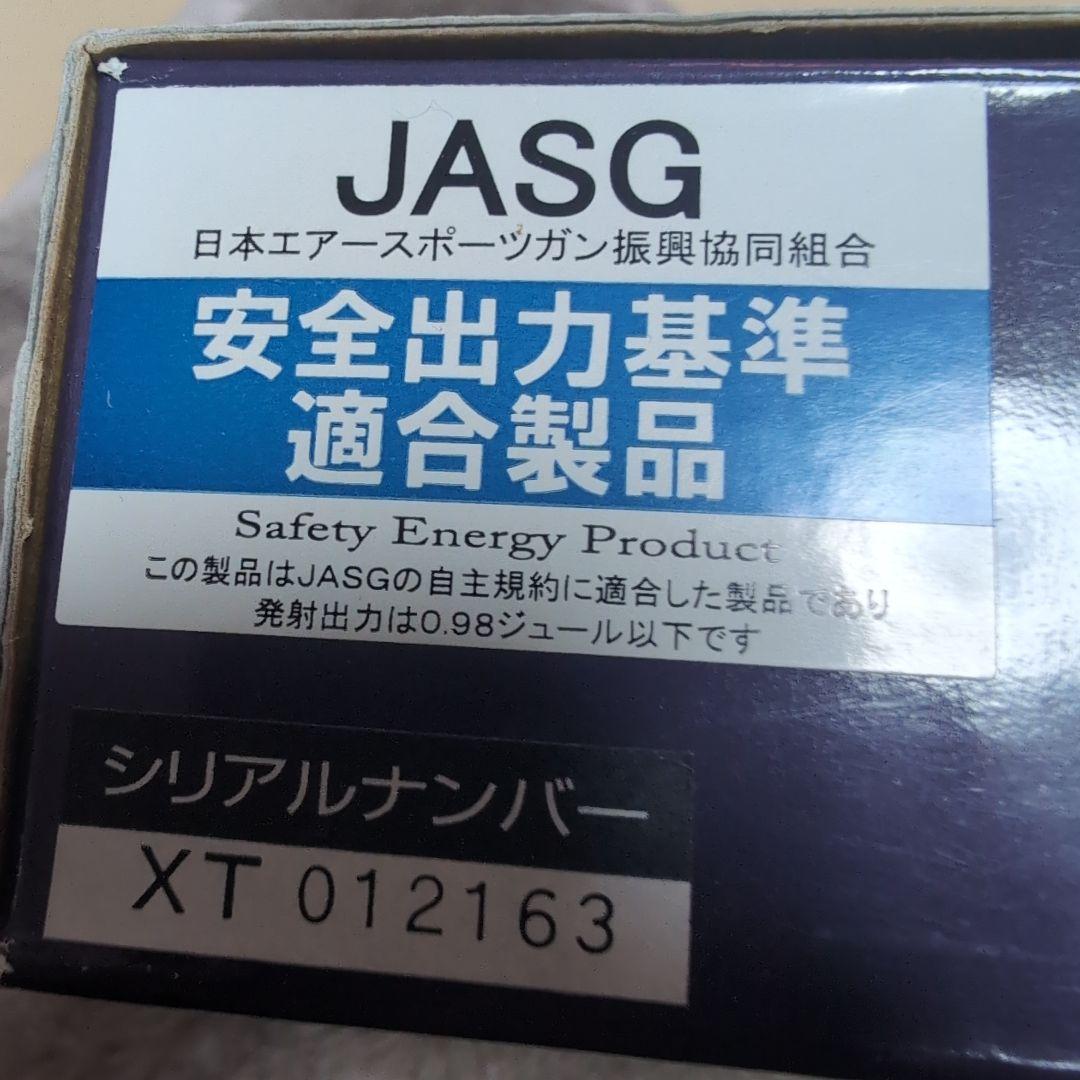 JASG
日本エアースポーツガン振興協同組合
安全出力基準
適合製品
Safety Energy Product
この製品はJASGの自主規約に適合した製品であり
発射出力は0.98ジュール以下です
シリアルナンバー
XT 012163